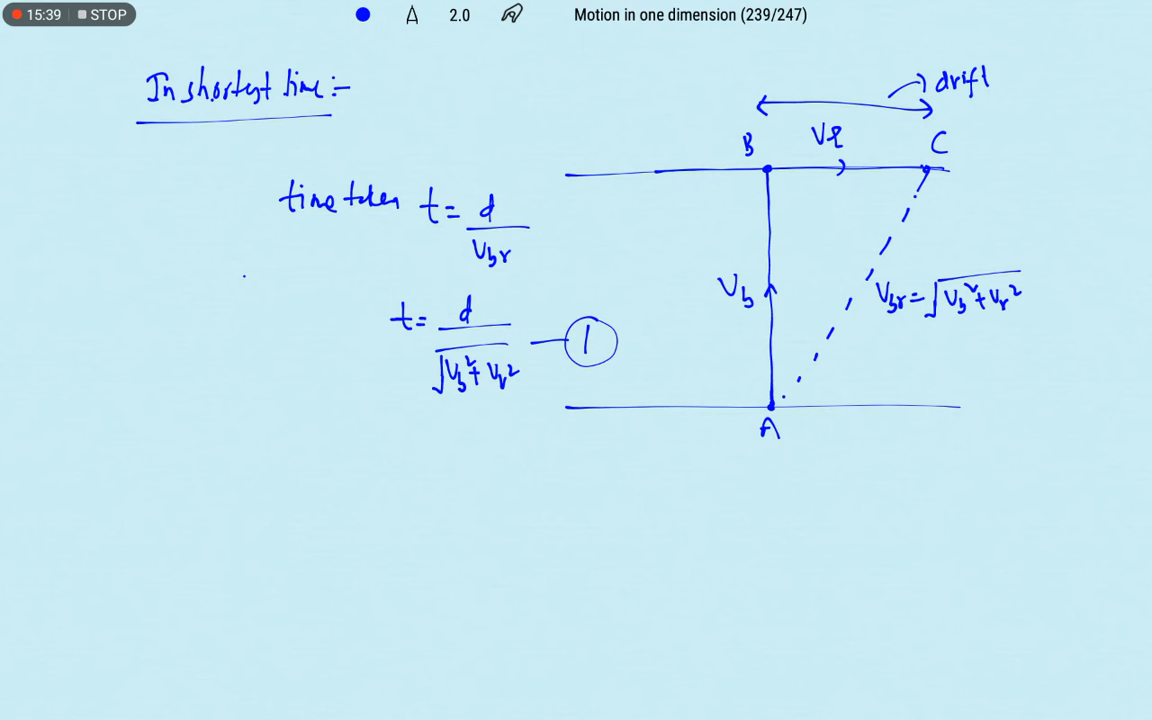 15:39 STOP 2.0 Motion in one dimension (239/247)
In shortest time :-
drift
B VR C
time taken t = d / Vbr
Vb Vbr = √Vb² + Vr²
t = d / √Vb² + Vr² — 1
A